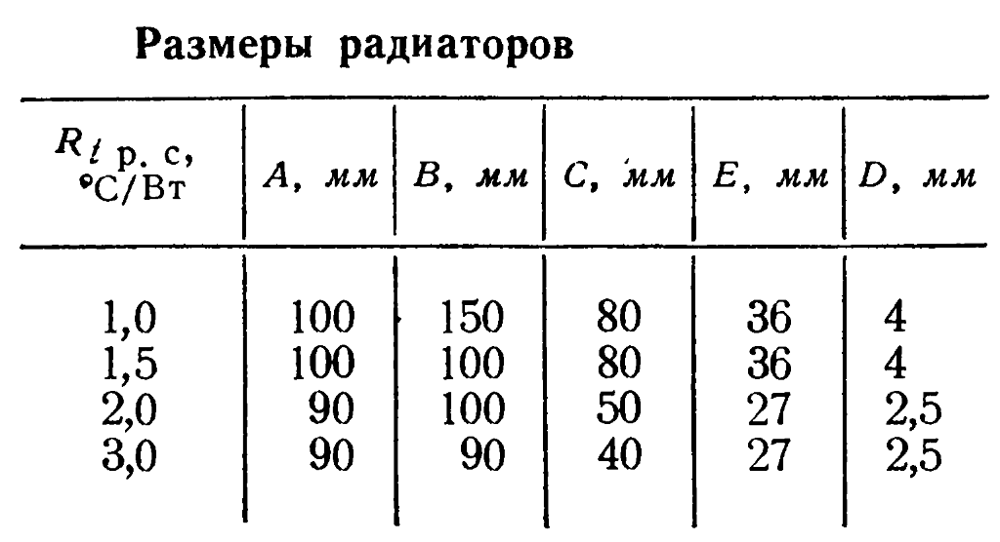 Размеры радиаторов
R t р. с, °С/Вт A, мм B, мм C, мм E, мм D, мм
1,0 100 150 80 36 4
1,5 100 100 80 36 4
2,0 90 100 50 27 2,5
3,0 90 90 40 27 2,5